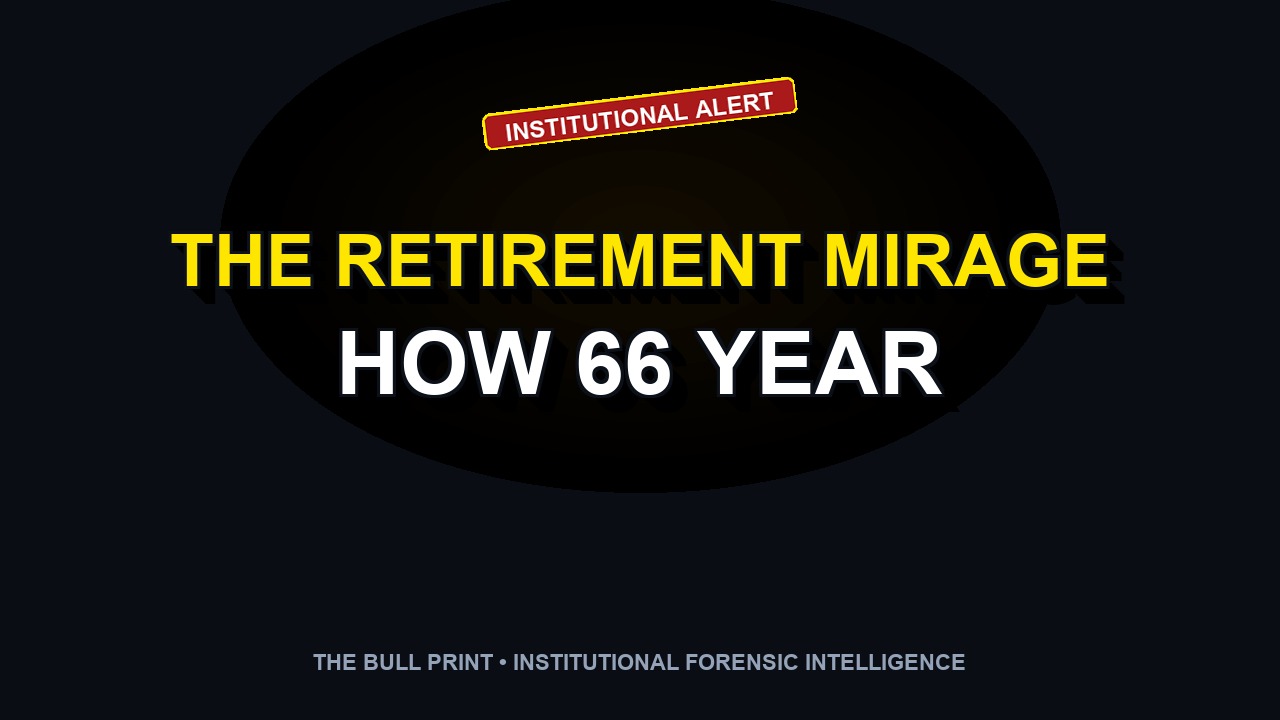 INSTITUTIONAL ALERT
THE RETIREMENT MIRAGE
HOW 66 YEAR
THE BULL PRINT • INSTITUTIONAL FORENSIC INTELLIGENCE